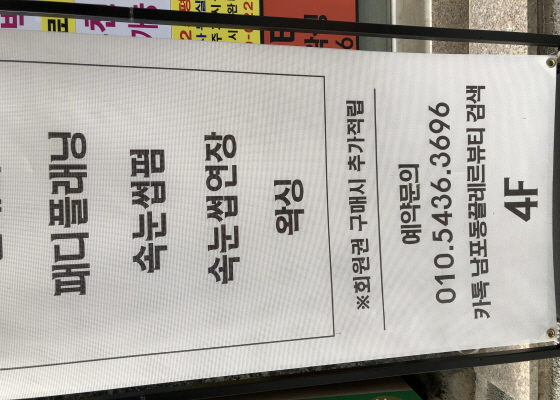 패디플래닝
속눈썹펌
속눈썹연장
왁싱
※회원권 구매시 추가적립
예약문의
010.5436.3696
카톡 남포동끌레르뷰티 검색
4F